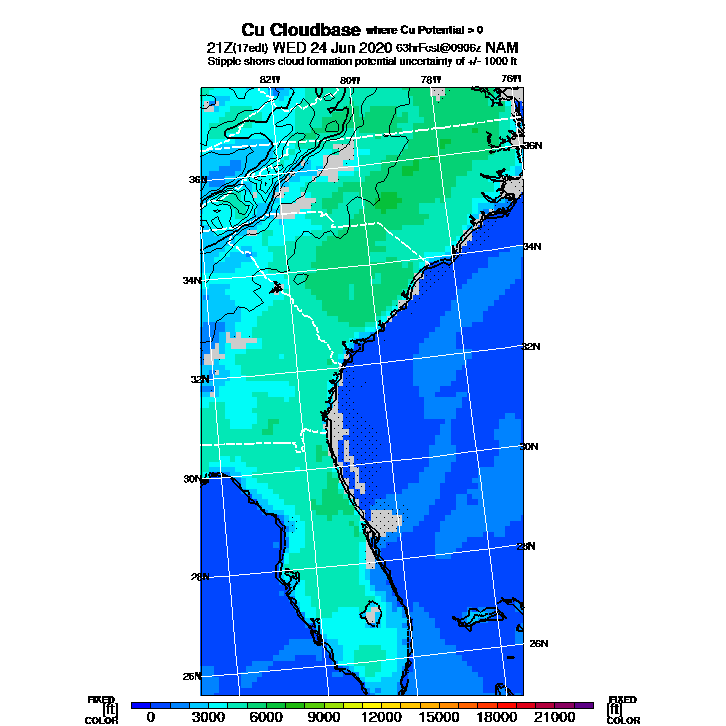 Cu Cloudbase where Cu Potential > 0
21Z(17edt) WED 24 Jun 2020 63hrFcst@0906z NAM
Stipple shows cloud formation potential uncertainty of +/- 1000 ft
82W 80W 78W 76W
36N
36N
34N
34N
32N
32N
30N
30N
28N
28N
26N
26N
FIXED FIXED
[ft] [ft]
COLOR COLOR
0 3000 6000 9000 12000 15000 18000 21000